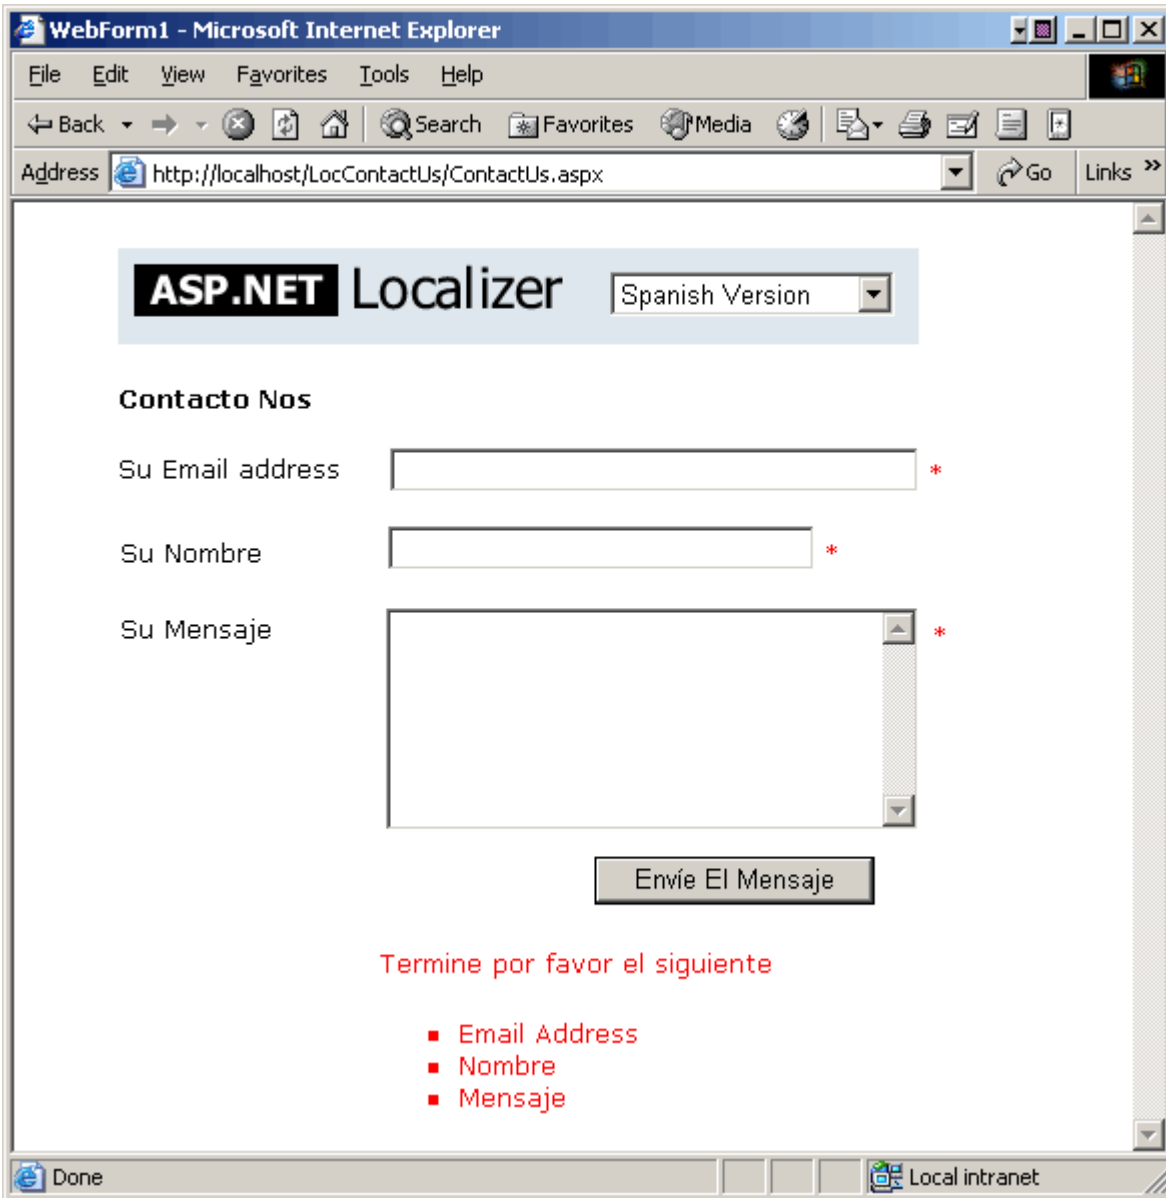 WebForm1 - Microsoft Internet Explorer
File Edit View Favorites Tools Help
Back Search Favorites Media
Address http://localhost/LocContactUs/ContactUs.aspx Go Links »
ASP.NET Localizer Spanish Version
Contacto Nos
Su Email address *
Su Nombre *
Su Mensaje *
Envíe El Mensaje
Termine por favor el siguiente
Email Address
Nombre
Mensaje
Done Local intranet